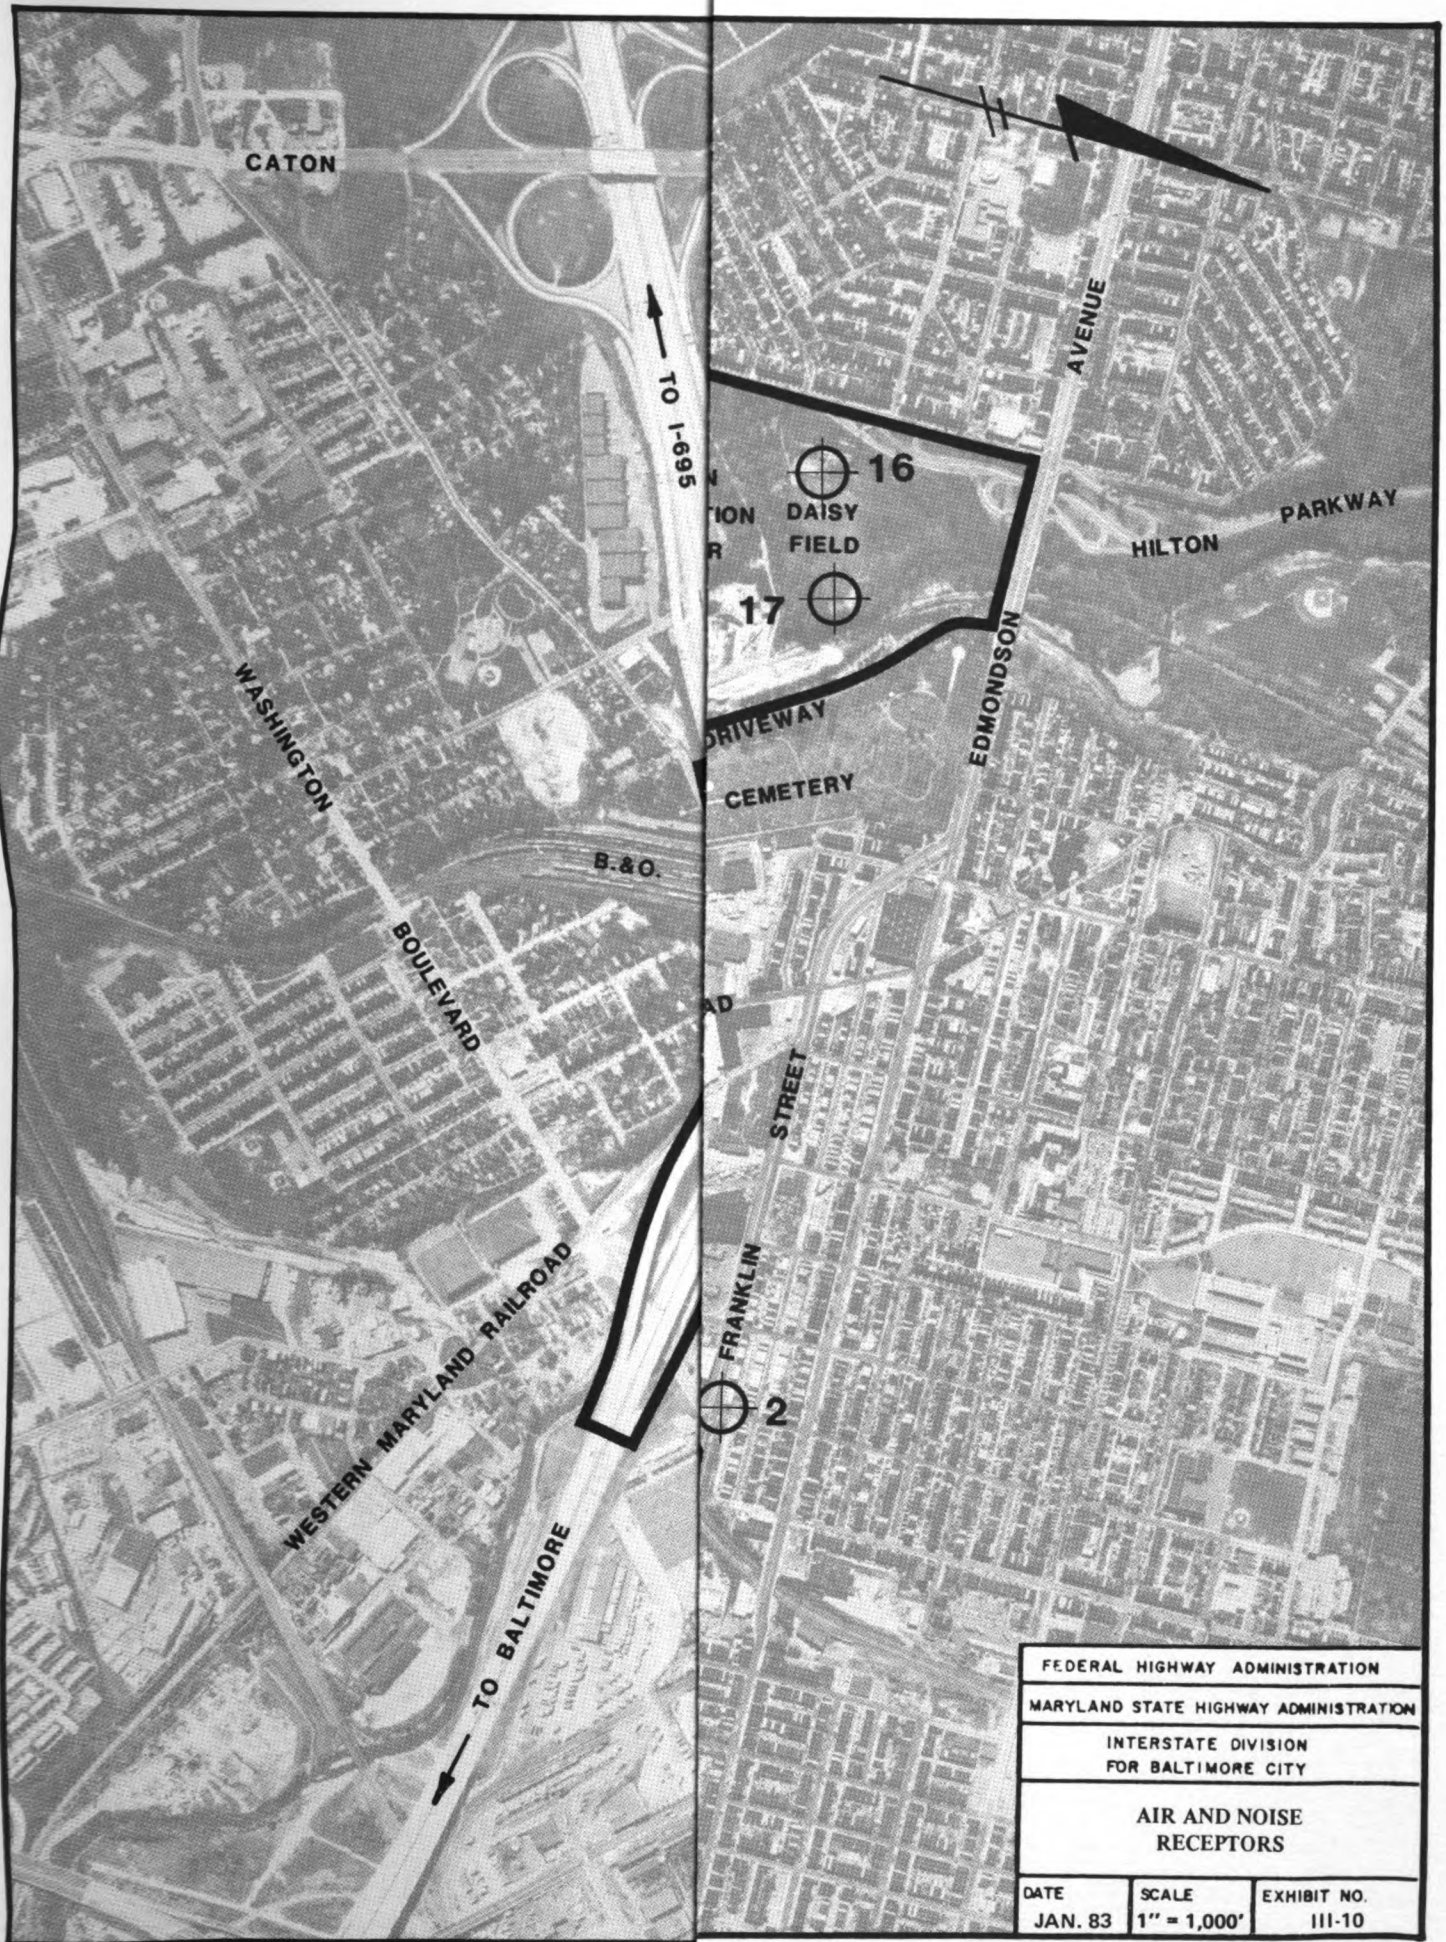 CATON
AVENUE
TO I-695
16
N
TION DAISY
R FIELD
PARKWAY
HILTON
17
WASHINGTON
EDMONDSON
DRIVEWAY
CEMETERY
B.&O.
BOULEVARD
AD
STREET
WESTERN MARYLAND RAILROAD
FRANKLIN
2
TO BALTIMORE
FEDERAL HIGHWAY ADMINISTRATION
MARYLAND STATE HIGHWAY ADMINISTRATION
INTERSTATE DIVISION
FOR BALTIMORE CITY
AIR AND NOISE
RECEPTORS
DATE
JAN. 83
SCALE
1" = 1,000'
EXHIBIT NO.
III-10